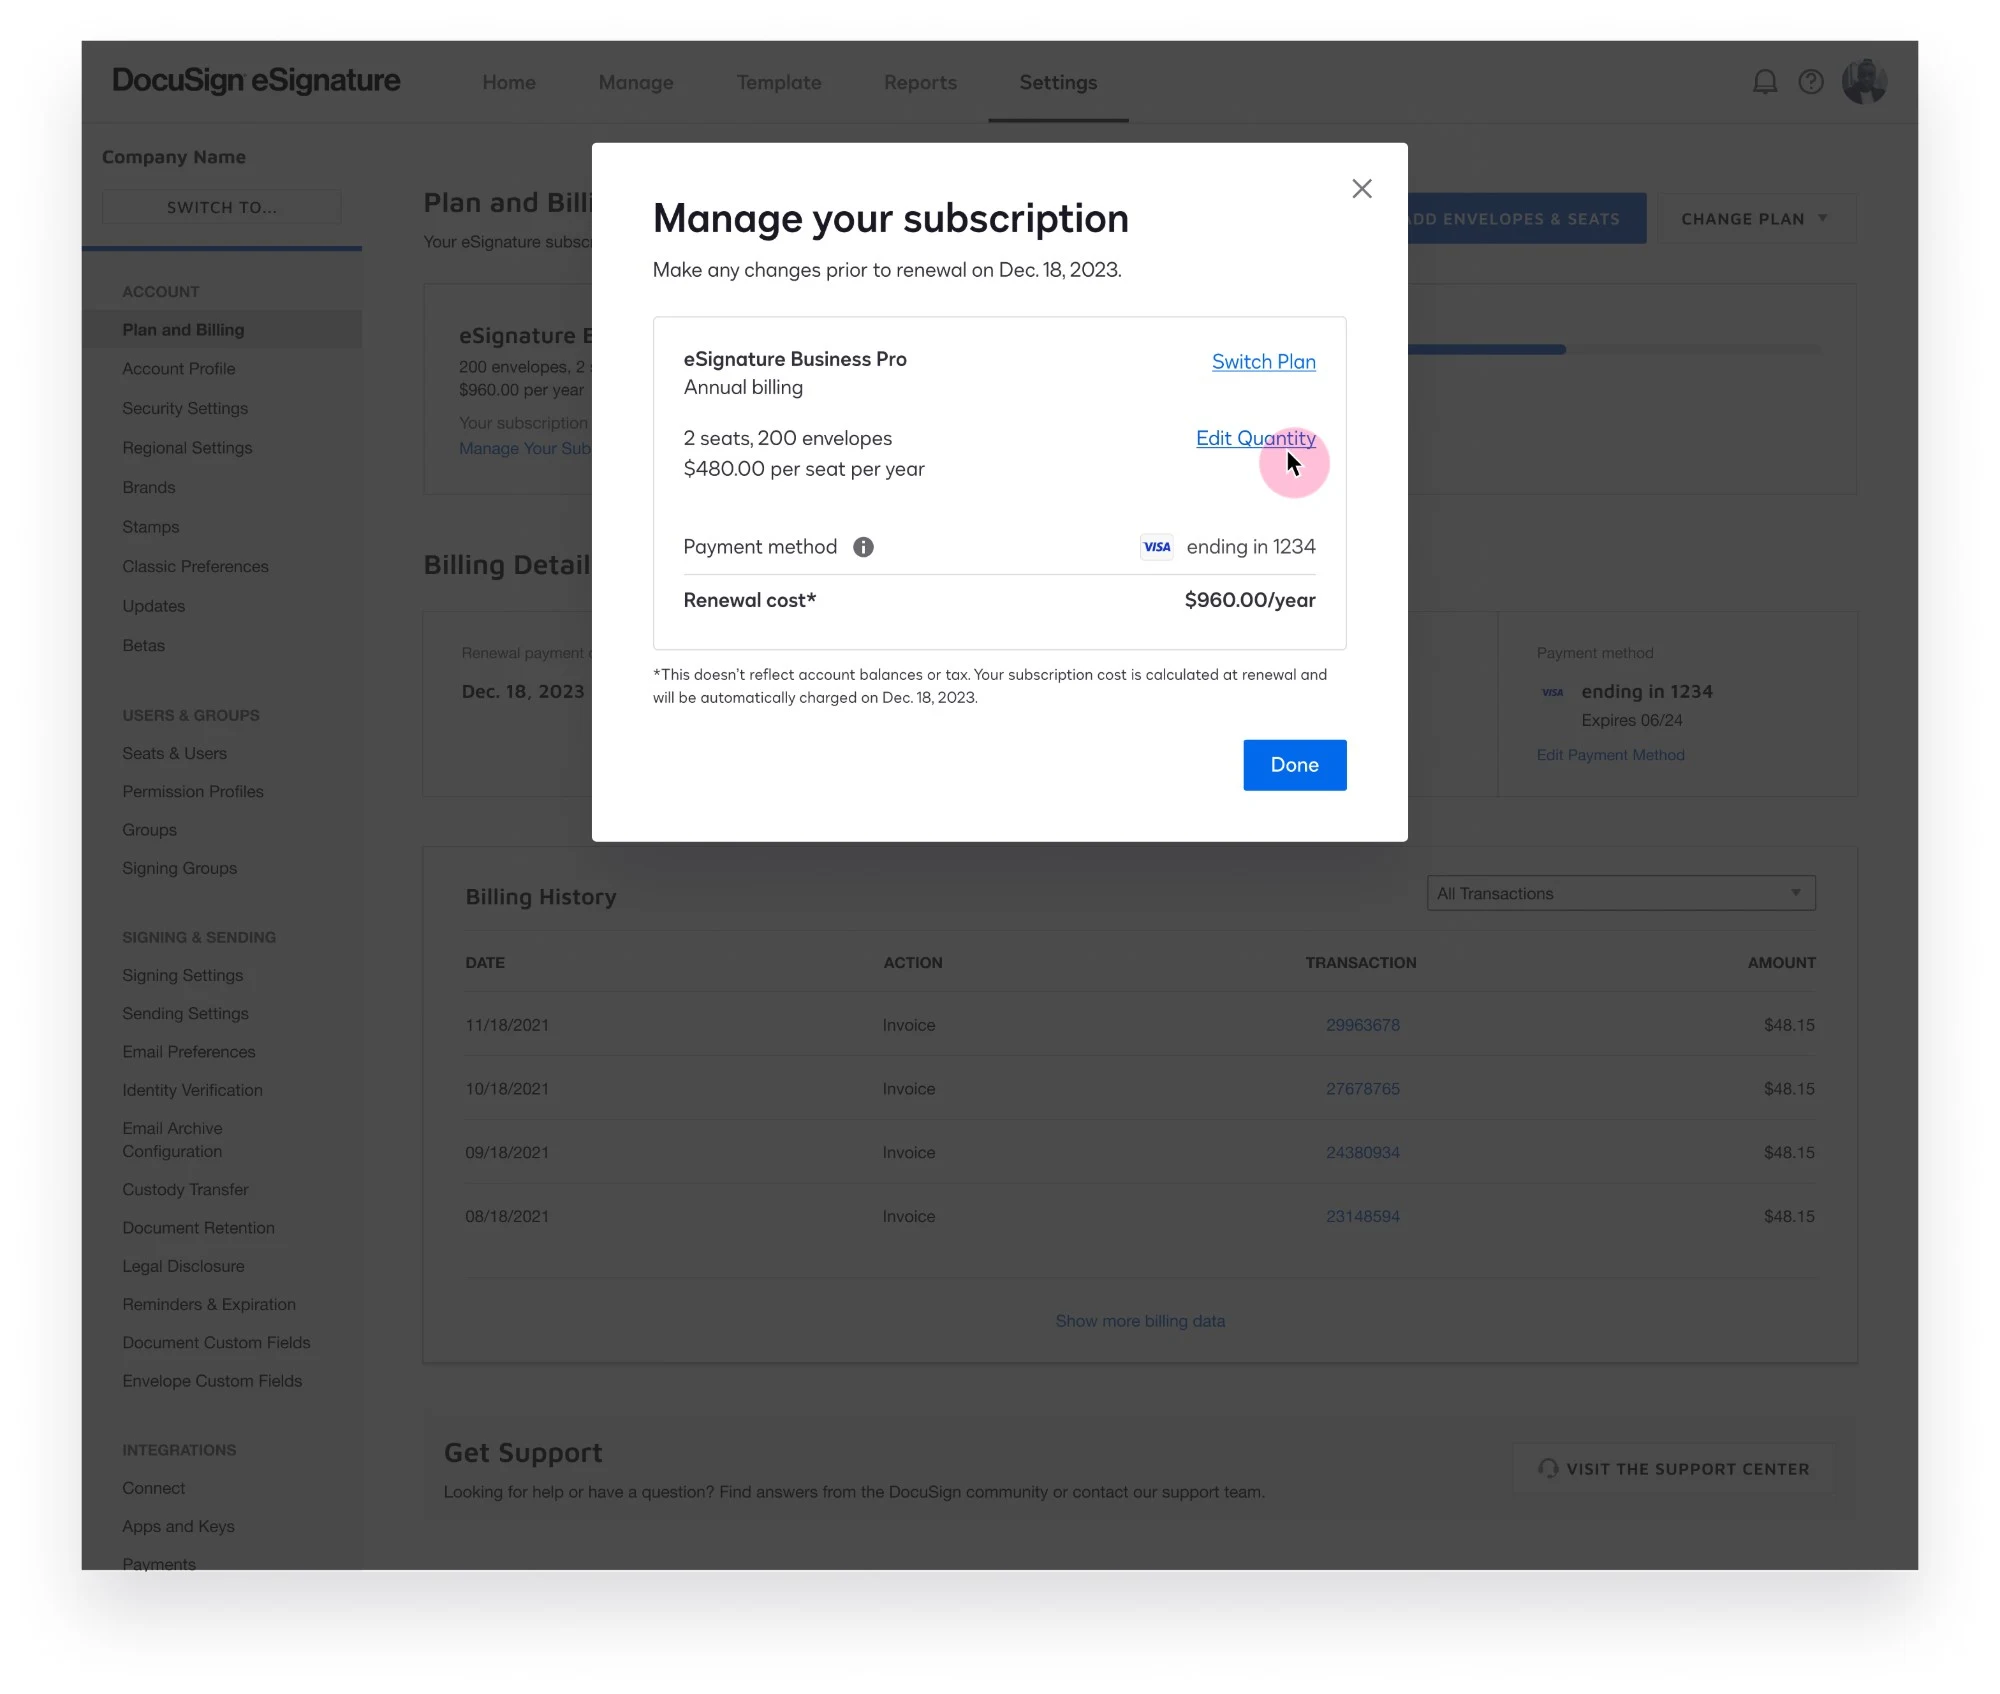 DocuSign eSignature
Home
Manage
Template
Reports
Settings
Company Name
SWITCH TO...
ACCOUNT
Plan and Billing
Account Profile
Security Settings
Regional Settings
Brands
Stamps
Classic Preferences
Updates
Betas
USERS & GROUPS
Seats & Users
Permission Profiles
Groups
Signing Groups
SIGNING & SENDING
Signing Settings
Sending Settings
Email Preferences
Identity Verification
Email Archive
Configuration
Custody Transfer
Document Retention
Legal Disclosure
Reminders & Expiration
Document Custom Fields
Envelope Custom Fields
INTEGRATIONS
Connect
Apps and Keys
Payments
Plan and
Your eSignature
ENVELOPES & SEATS
CHANGE PLAN
eSignature
200 envelopes, 2
$960.00 per year
Your subscription
Manage Your
Manage your subscription
Make any changes prior to renewal on Dec. 18, 2023.
eSignature Business Pro
Switch Plan
Annual billing
2 seats, 200 envelopes
Edit Quantity
$480.00 per seat per year
Payment method
VISA ending in 1234
Renewal cost*
$960.00/year
*This doesn't reflect account balances or tax. Your subscription cost is calculated at renewal and
will be automatically charged on Dec. 18, 2023.
Done
Billing
Renewal payment
Dec. 18, 2023
Payment method
VISA ending in 1234
Expires 06/24
Edit Payment Method
Billing History
All Transactions
DATE ACTION TRANSACTION AMOUNT
11/18/2021 Invoice 29963678 $48.15
10/18/2021 Invoice 27678765 $48.15
09/18/2021 Invoice 24380934 $48.15
08/18/2021 Invoice 23148594 $48.15
Show more billing data
Get Support
Looking for help or have a question? Find answers from the DocuSign community or contact our support team.
VISIT THE SUPPORT CENTER